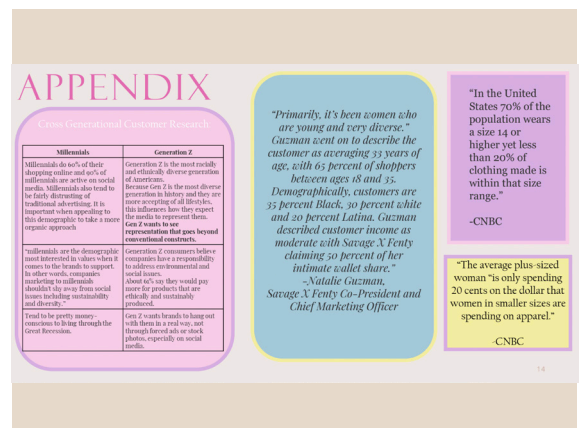 APPENDIX
Cross Generational Customer Research
Millennials
Millennials do 60% of their
shopping online and 90% of
millennials are active on social
media. Millennials also tend to
be fairly distrusting of
traditional advertising, it is
important when appealing to
this demographic to take a more
organic approach
"millennials are the demographic
most interested in values when it
comes to the brands to support.
In other words, companies
marketing to millennials
shouldn't shy away from social
issues including sustainability
and diversity."
Tend to be pretty money-
conscious to living through the
Great Recession.
Generation Z
Generation Z is the most racially
and ethnically diverse generation
of Americans.
Because Gen Z is the most diverse
generation in history and they are
more accepting of all lifestyles,
this influences how they expect
the media to represent them.
Gen Z wants to see
representation that goes beyond
conventional constructs.
Generation Z consumers believe
companies have a responsibility
to address environmental and
social issues.
About 60% say they would pay
more for products that are
ethically and sustainably
produced.
Gen Z wants brands to hang out
with them in a real way, not
through forced ads or stock
photos, especially on social
media.
"Primarily, it's been women who
are young and very diverse."
Guzman went on to describe the
customer as averaging 33 years of
age, with 65 percent of shoppers
between ages 18 and 35.
Demographically, customers are
35 percent Black, 30 percent white
and 20 percent Latina. Guzman
described customer income as
moderate with Savage X Fenty
claiming 50 percent of her
intimate wallet share."
-Natalie Guzman,
Savage X Fenty Co-President and
Chief Marketing Officer
"In the United
States 70% of the
population wears
a size 14 or
higher yet less
than 20% of
clothing made is
within that size
range."
-CNBC
"The average plus-sized
woman "is only spending
20 cents on the dollar that
women in smaller sizes are
spending on apparel."
-CNBC
14